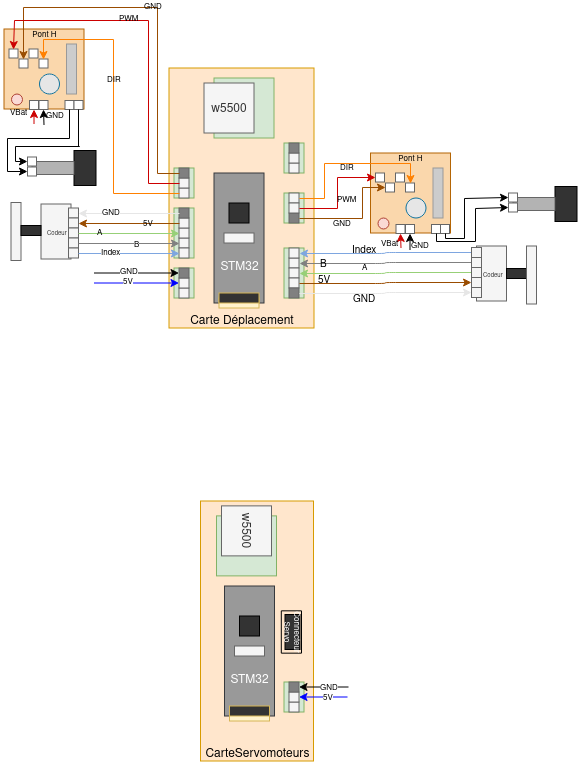 GND
PWM
Pont H
DIR
VBat
GND
w5500
Pont H
DIR
PWM
GND
VBat
GND
GND
5V
Codeur
A
B
Index
GND
5V
STM32
Index
B
A
5V
GND
Codeur
Carte Déplacement
w5500
Connecteur
Servo
STM32
GND
5V
CarteServomoteurs